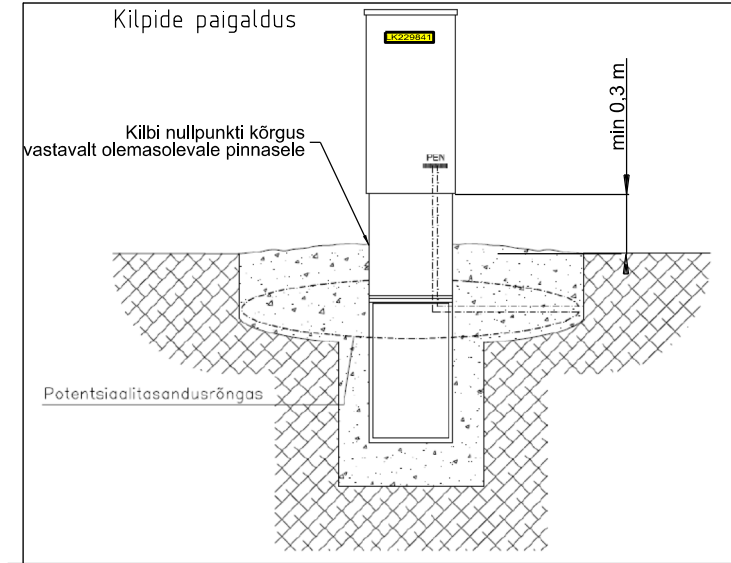 Kilpide paigaldus
LK229841
min 0,3 m
Kilbi nullpunkti kõrgus
vastavalt olemasolevale pinnasele
PEN
Potentsiaalitasandusrõngas